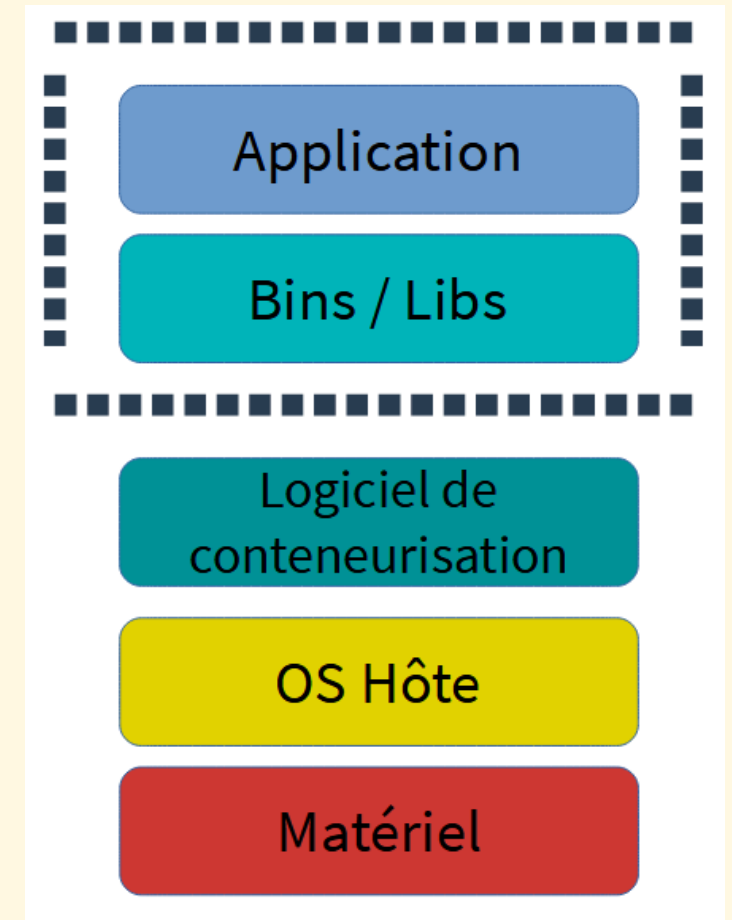 Application
Bins / Libs
Logiciel de
conteneurisation
OS Hôte
Matériel